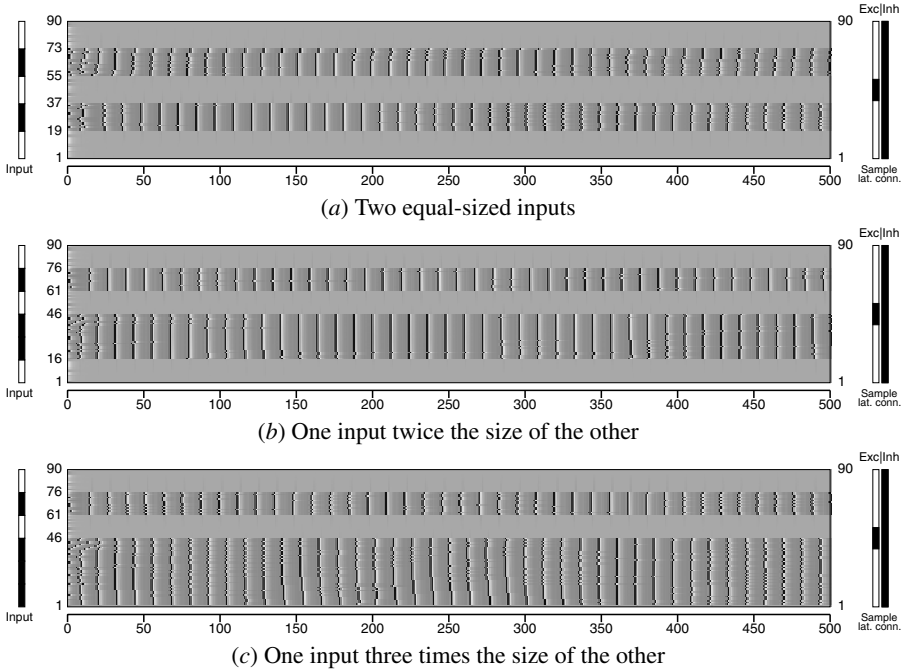 Exc|Inh
90
73
55
37
19
1
90
1
Input
Sample
lat. conn.
0 50 100 150 200 250 300 350 400 450 500
(a) Two equal-sized inputs
Exc|Inh
90
76
61
46
16
1
90
1
Input
Sample
lat. conn.
0 50 100 150 200 250 300 350 400 450 500
(b) One input twice the size of the other
Exc|Inh
90
76
61
46
1
90
1
Input
Sample
lat. conn.
0 50 100 150 200 250 300 350 400 450 500
(c) One input three times the size of the other